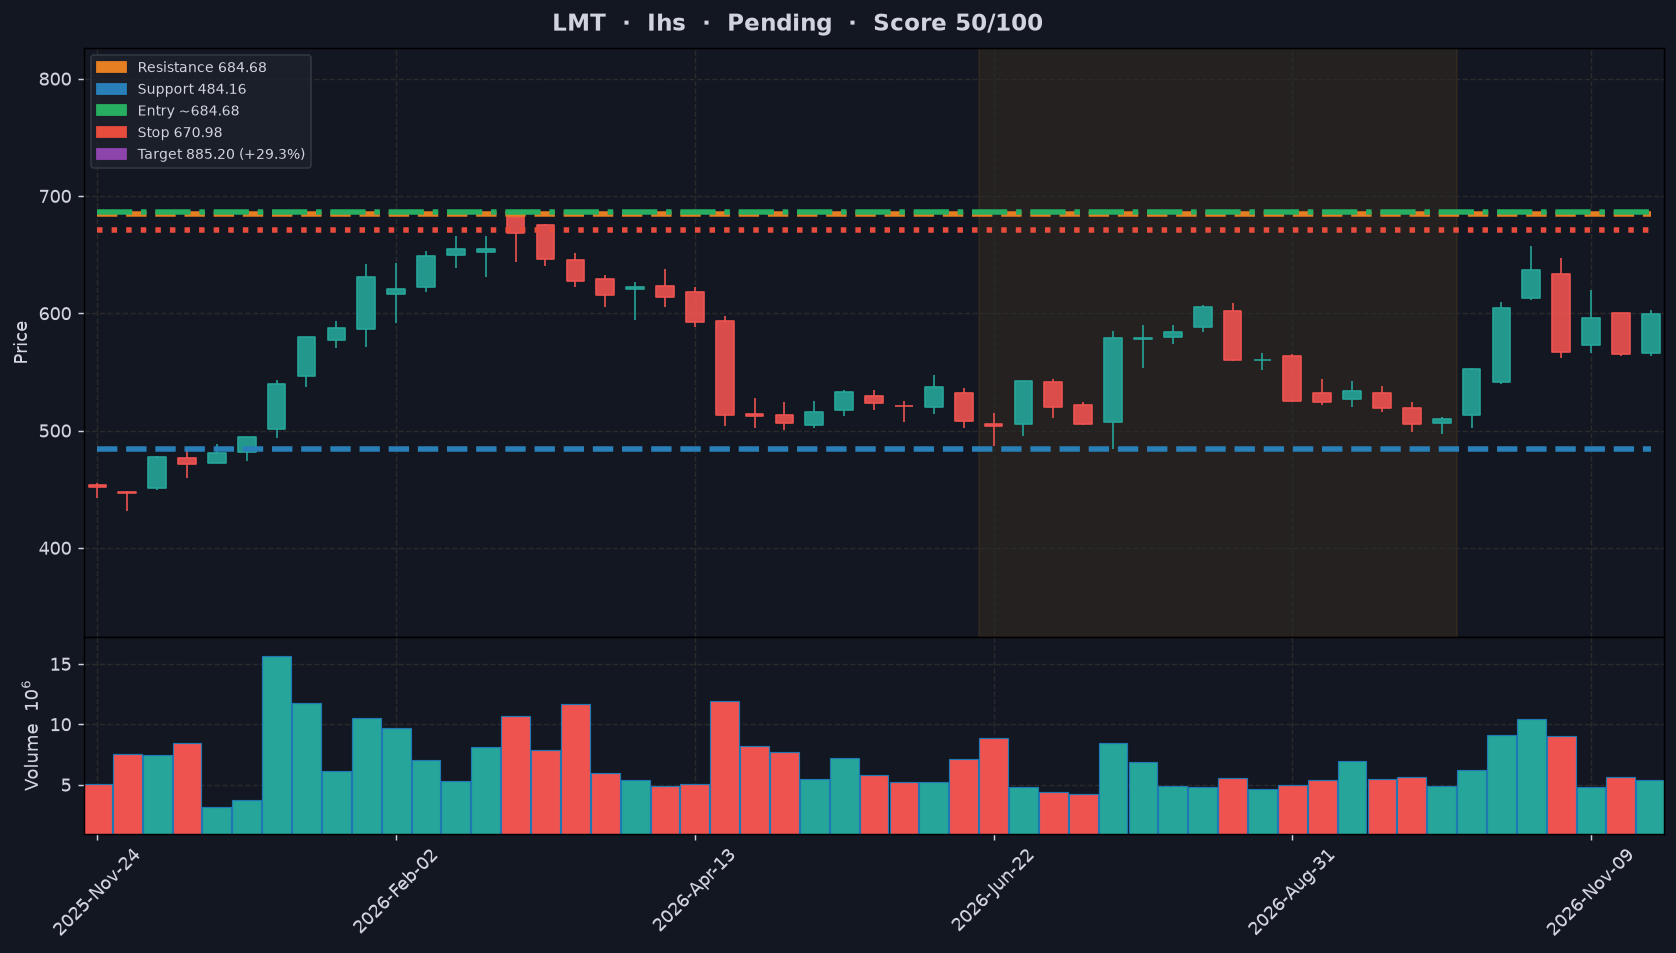 LMT · Ihs · Pending · Score 50/100
Resistance 684.68
Support 484.16
Entry ~684.68
Stop 670.98
Target 885.20 (+29.3%)
800
700
600
500
400
Price
15
10
5
Volume 10⁶
2025-Nov-24
2026-Feb-02
2026-Apr-13
2026-Jun-22
2026-Aug-31
2026-Nov-09